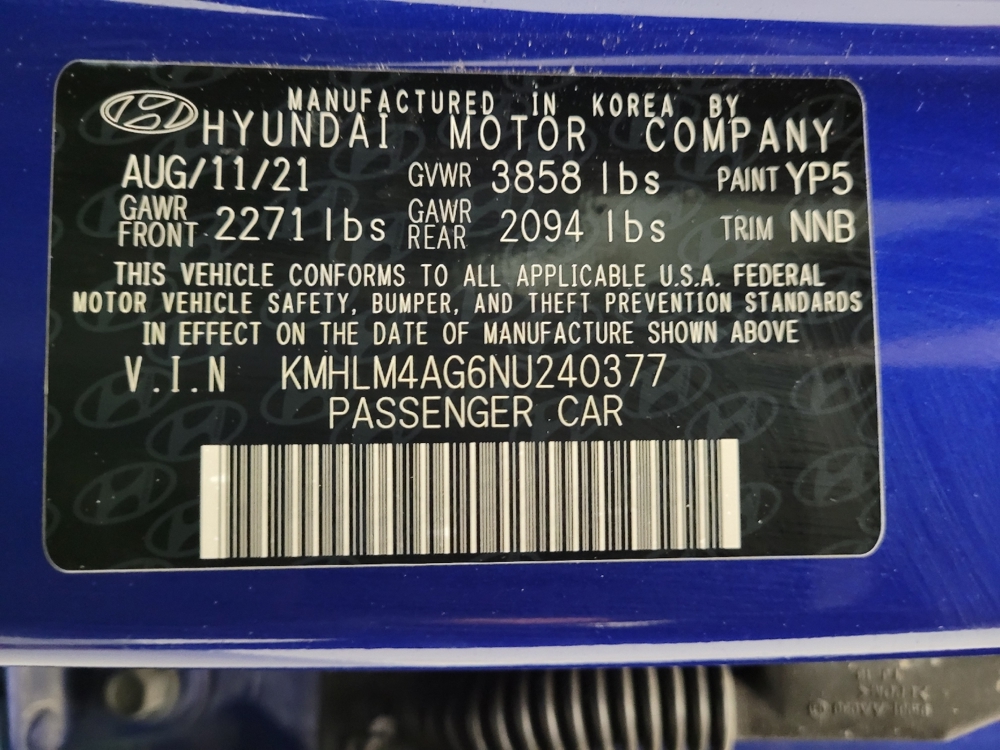 MANUFACTURED IN KOREA BY
HYUNDAI MOTOR COMPANY
AUG/11/21 GVWR 3858 lbs PAINT YP5
GAWR FRONT 2271 lbs GAWR REAR 2094 lbs TRIM NNB
THIS VEHICLE CONFORMS TO ALL APPLICABLE U.S.A. FEDERAL
MOTOR VEHICLE SAFETY, BUMPER, AND THEFT PREVENTION STANDARDS
IN EFFECT ON THE DATE OF MANUFACTURE SHOWN ABOVE
V.I.N KMHLM4AG6NU240377
PASSENGER CAR